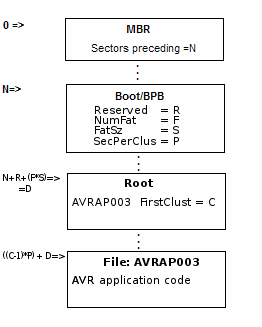 0 =>
MBR
Sectors preceding =N
N=>
Boot/BPB
Reserved = R
NumFat = F
FatSz = S
SecPerClus = P
N+R+(F*S)=>
=D
Root
AVRAP003 FirstClust = C
((C-1)*P) + D=>
File: AVRAP003
AVR application code